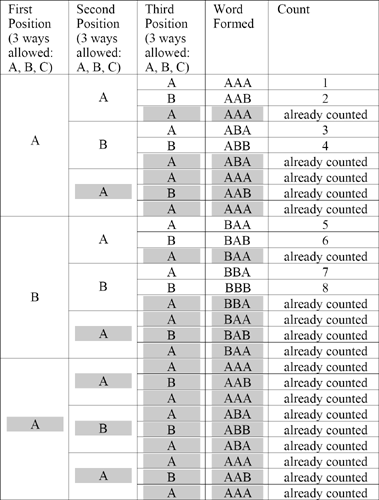 First Position (3 ways allowed: A, B, C) Second Position (3 ways allowed: A, B, C) Third Position (3 ways allowed: A, B, C) Word Formed Count
A A A AAA 1
B AAB 2
A AAA already counted
B A ABA 3
B ABB 4
A ABA already counted
A A AAA already counted
B AAB already counted
A AAA already counted
B A A BAA 5
B BAB 6
A BAA already counted
B A BBA 7
B BBB 8
A BBA already counted
A A BAA already counted
B BAB already counted
A BAA already counted
A A A AAA already counted
B AAB already counted
A AAA already counted
B A ABA already counted
B ABB already counted
A ABA already counted
A A AAA already counted
B AAB already counted
A AAA already counted